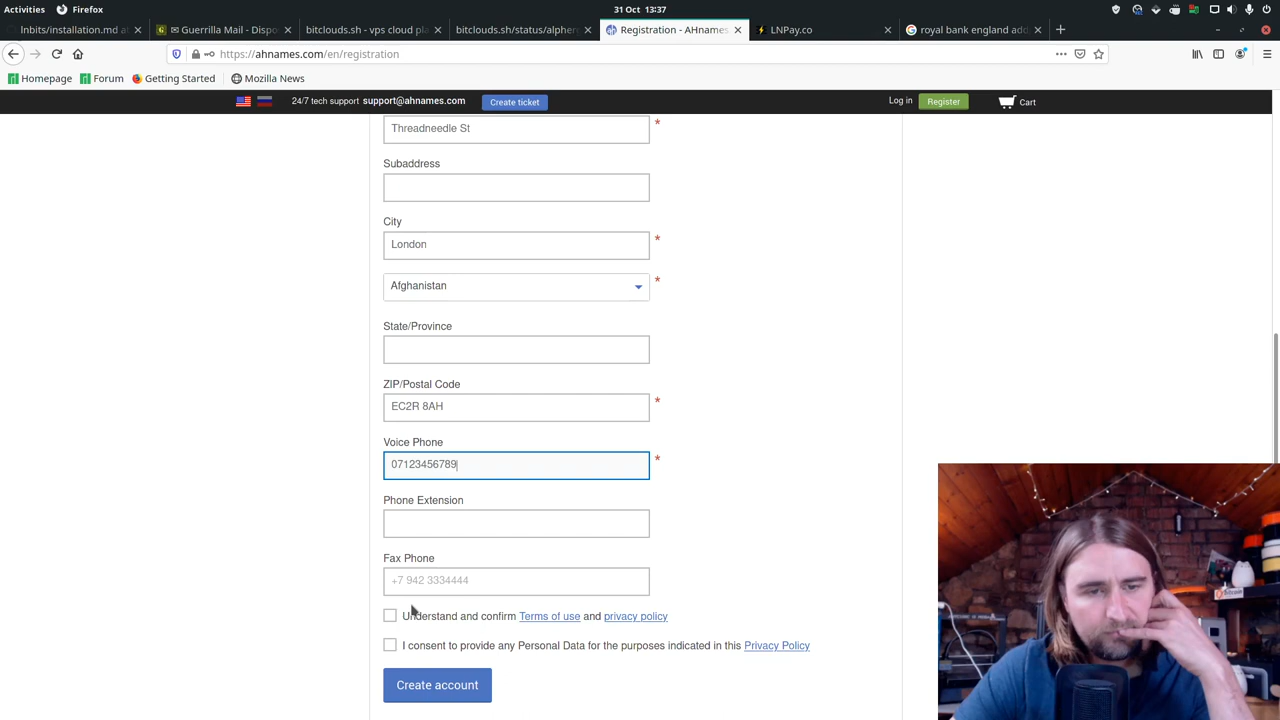 Activities
Firefox
31 Oct 13:37
lnbits/installation.md at
Guerrilla Mail - Dispo
bitclouds.sh - vps cloud pl
bitclouds.sh/status/alphem
Registration - AHnames
LNPay.co
royal bank england add
https://ahnames.com/en/registration
Homepage
Forum
Getting Started
Mozilla News
24/7 tech support support@ahnames.com
Create ticket
Log in
Register
Cart
Threadneedle St
*
Subaddress
City
London
*
Afghanistan
*
State/Province
ZIP/Postal Code
EC2R 8AH
*
Voice Phone
07123456789
*
Phone Extension
Fax Phone
+7 942 3334444
Understand and confirm Terms of use and privacy policy
I consent to provide any Personal Data for the purposes indicated in this Privacy Policy
Create account